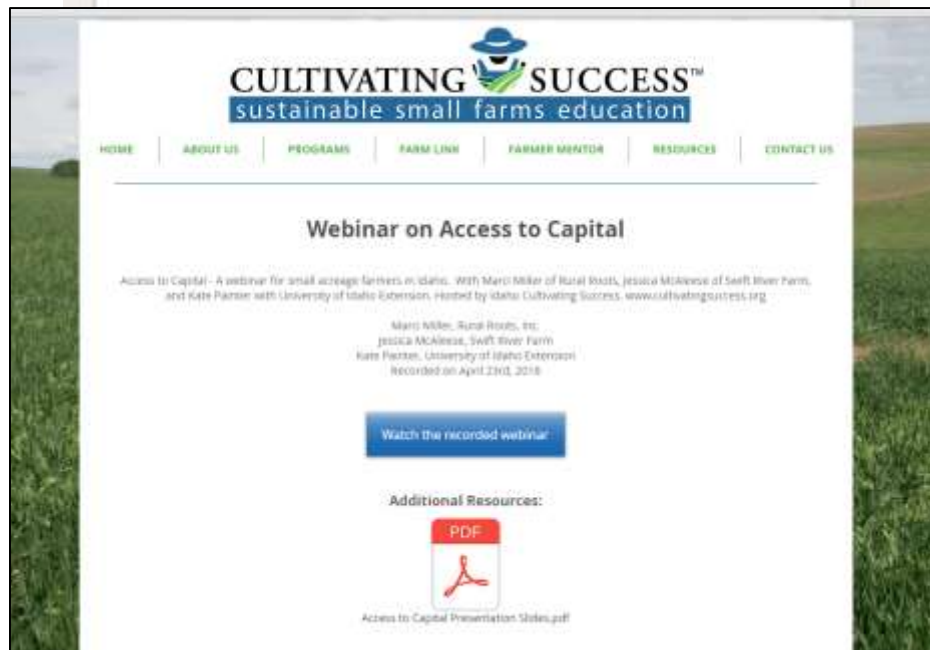 CULTIVATING SUCCESS™
sustainable small farms education
HOME ABOUT US PROGRAMS FARM LINK FARMER MENTOR RESOURCES CONTACT US
Webinar on Access to Capital
Access to Capital - A webinar for small acreage farmers in Idaho. With Marci Miller of Rural Roots, Jessica McAleese of Swift River Farm,
and Kate Painter with University of Idaho Extension. Hosted by Idaho Cultivating Success. www.cultivatingsuccess.org
Marci Miller, Rural Roots, Inc.
Jessica McAleese, Swift River Farm
Kate Painter, University of Idaho Extension
Recorded on April 23rd, 2018
Watch the recorded webinar
Additional Resources:
PDF
Access to Capital Presentation Slides.pdf